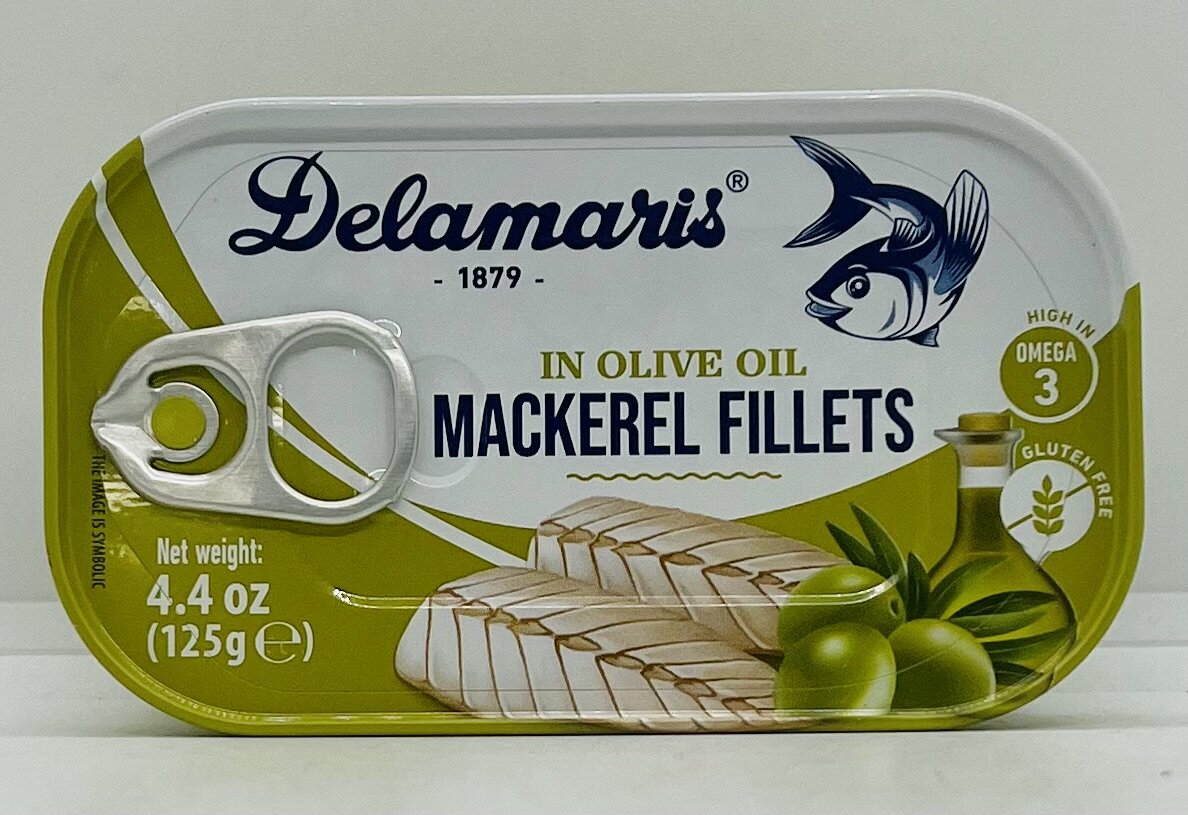 Delamaris®
- 1879 -
IN OLIVE OIL
MACKEREL FILLETS
HIGH IN
OMEGA
3
GLUTEN FREE
THE IMAGE IS SYMBOLIC
Net weight:
4.4 oz
(125g ℮)